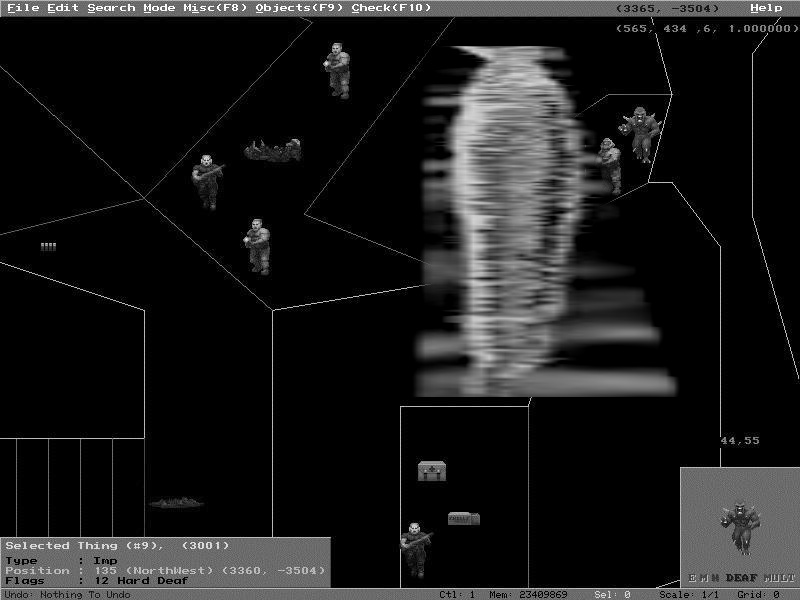 File Edit Search Mode Misc(F8) Objects(F9) Check(F10) (3365, -3504) Help
(565, 434 ,6, 1.000000)
44,55
Selected Thing (#9), (3001)
Type : Imp
Position : 135 (NorthWest) (3360, -3504)
Flags : 12 Hard Deaf
E M H DEAF MULT
Undo: Nothing To Undo Ctl: 1 Mem: 23409869 Sel: 0 Scale: 1/1 Grid: 0